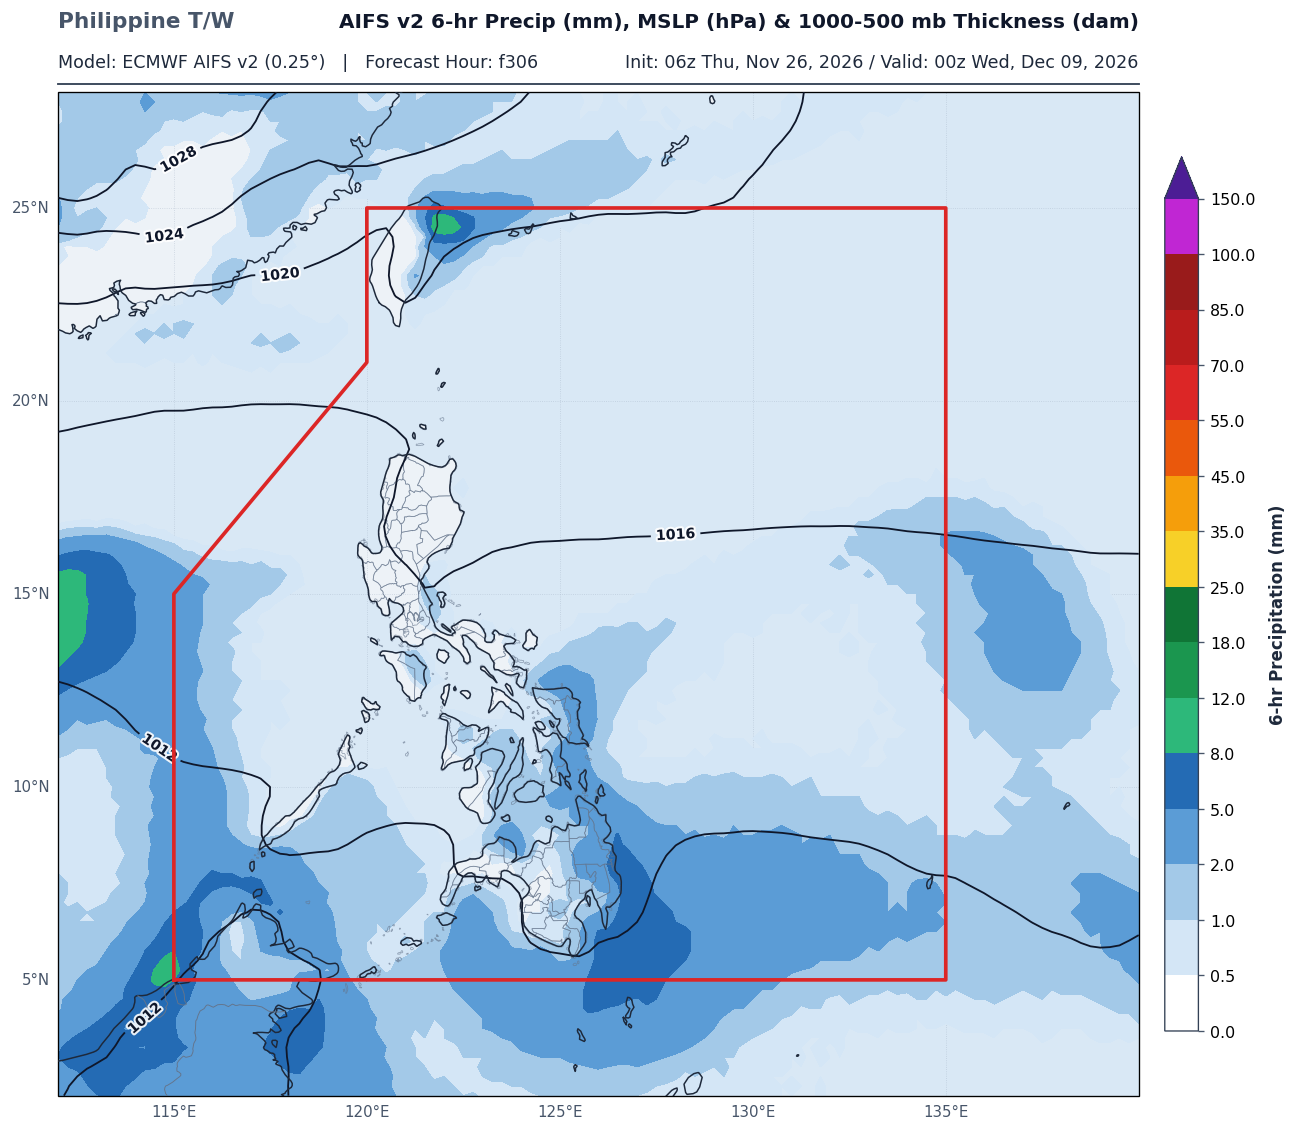 Philippine T/W
AIFS v2 6-hr Precip (mm), MSLP (hPa) & 1000-500 mb Thickness (dam)
Model: ECMWF AIFS v2 (0.25°) | Forecast Hour: f306
Init: 06z Thu, Nov 26, 2026 / Valid: 00z Wed, Dec 09, 2026
1028
1024
1020
1016
1012
1012
25°N
20°N
15°N
10°N
5°N
115°E
120°E
125°E
130°E
135°E
150.0
100.0
85.0
70.0
55.0
45.0
35.0
25.0
18.0
12.0
8.0
5.0
2.0
1.0
0.5
0.0
6-hr Precipitation (mm)